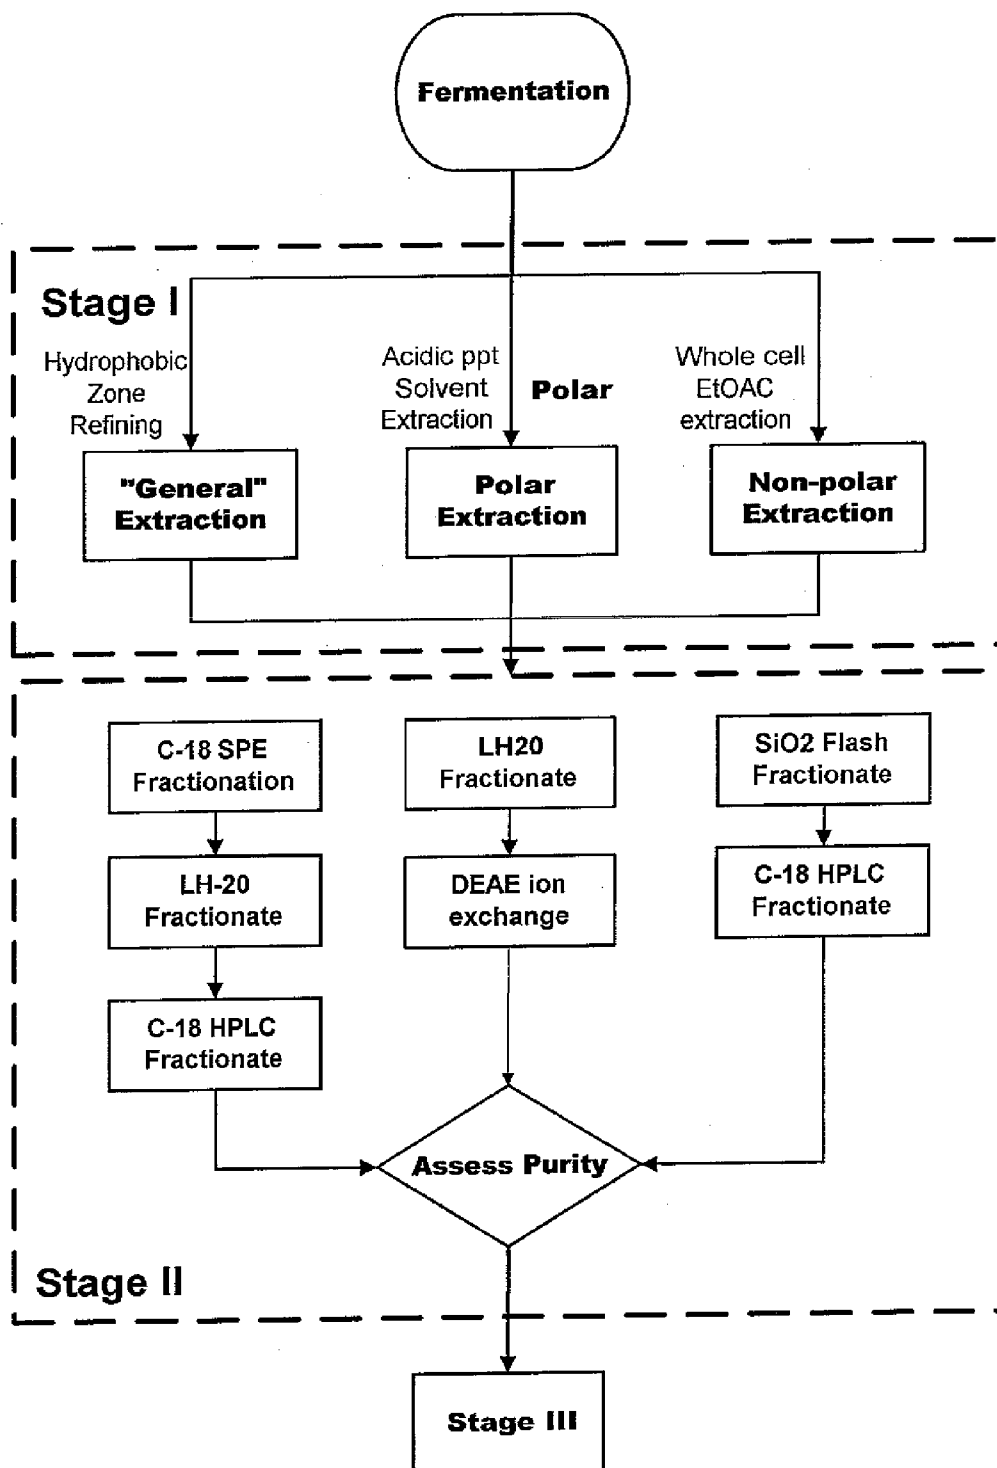 Fermentation
Stage I
Hydrophobic
Zone
Refining
Acidic ppt
Solvent
Extraction
Polar
Whole cell
EtOAC
extraction
"General"
Extraction
Polar
Extraction
Non-polar
Extraction
C-18 SPE
Fractionation
LH20
Fractionate
SiO2 Flash
Fractionate
LH-20
Fractionate
DEAE ion
exchange
C-18 HPLC
Fractionate
C-18 HPLC
Fractionate
Assess Purity
Stage II
Stage III